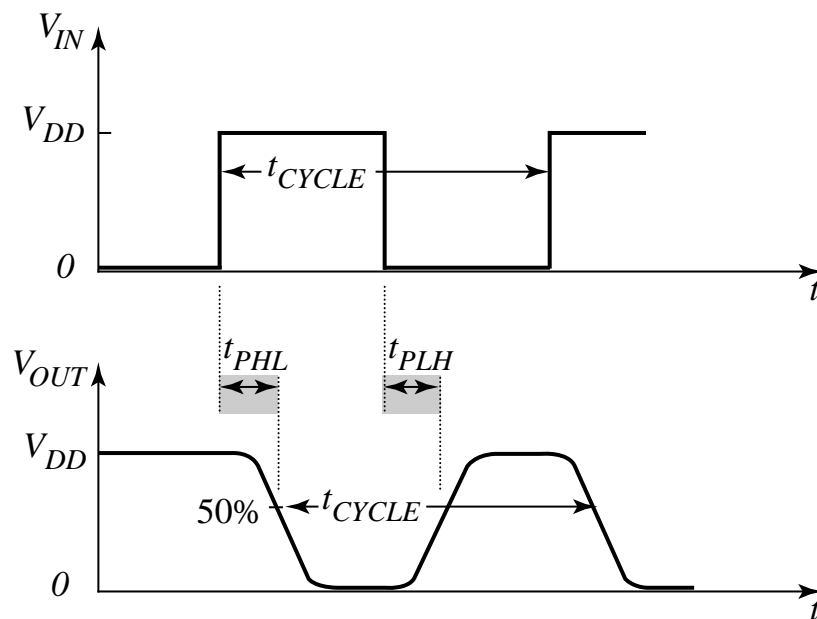 V_IN
V_DD
t_CYCLE
0
t
t_PHL
t_PLH
V_OUT
V_DD
50%
t_CYCLE
0
t